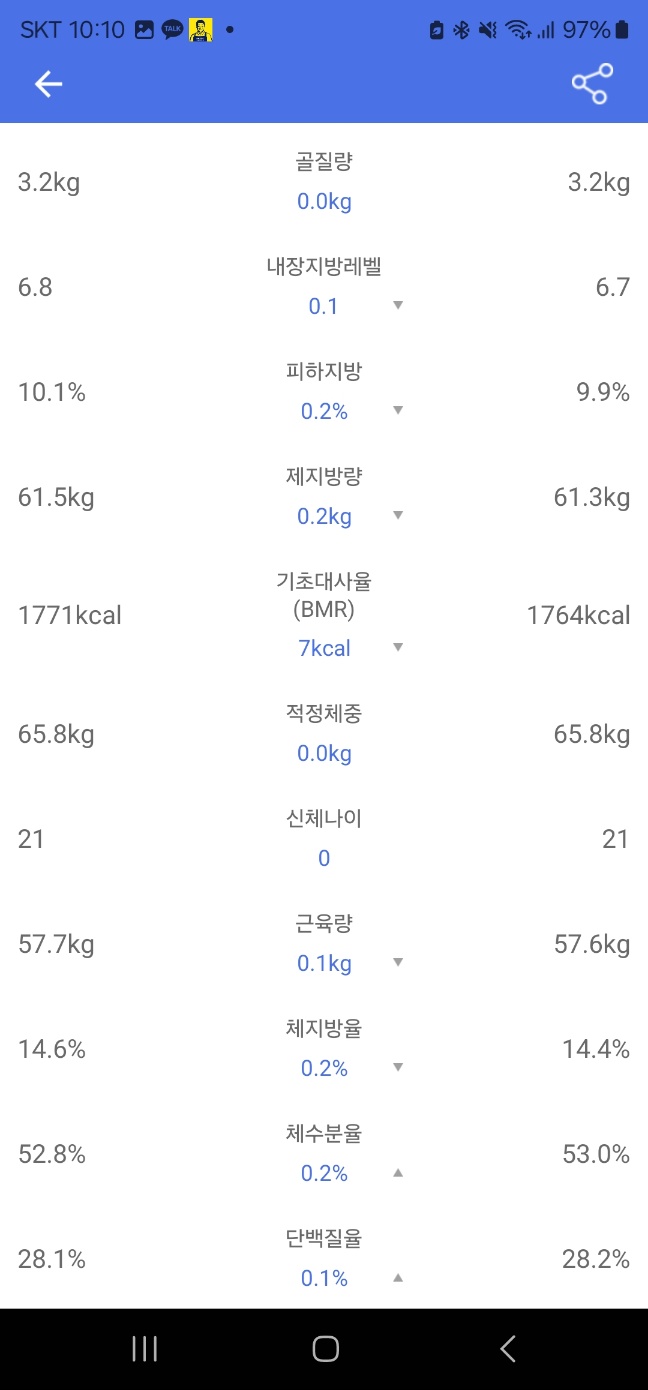 SKT 10:10 TALK 97%
골질량
3.2kg 0.0kg 3.2kg
내장지방레벨
6.8 0.1 ▼ 6.7
피하지방
10.1% 0.2% ▼ 9.9%
제지방량
61.5kg 0.2kg ▼ 61.3kg
기초대사율
(BMR)
1771kcal 7kcal ▼ 1764kcal
적정체중
65.8kg 0.0kg 65.8kg
신체나이
21 0 21
근육량
57.7kg 0.1kg ▼ 57.6kg
체지방율
14.6% 0.2% ▼ 14.4%
체수분율
52.8% 0.2% ▲ 53.0%
단백질율
28.1% 0.1% ▲ 28.2%